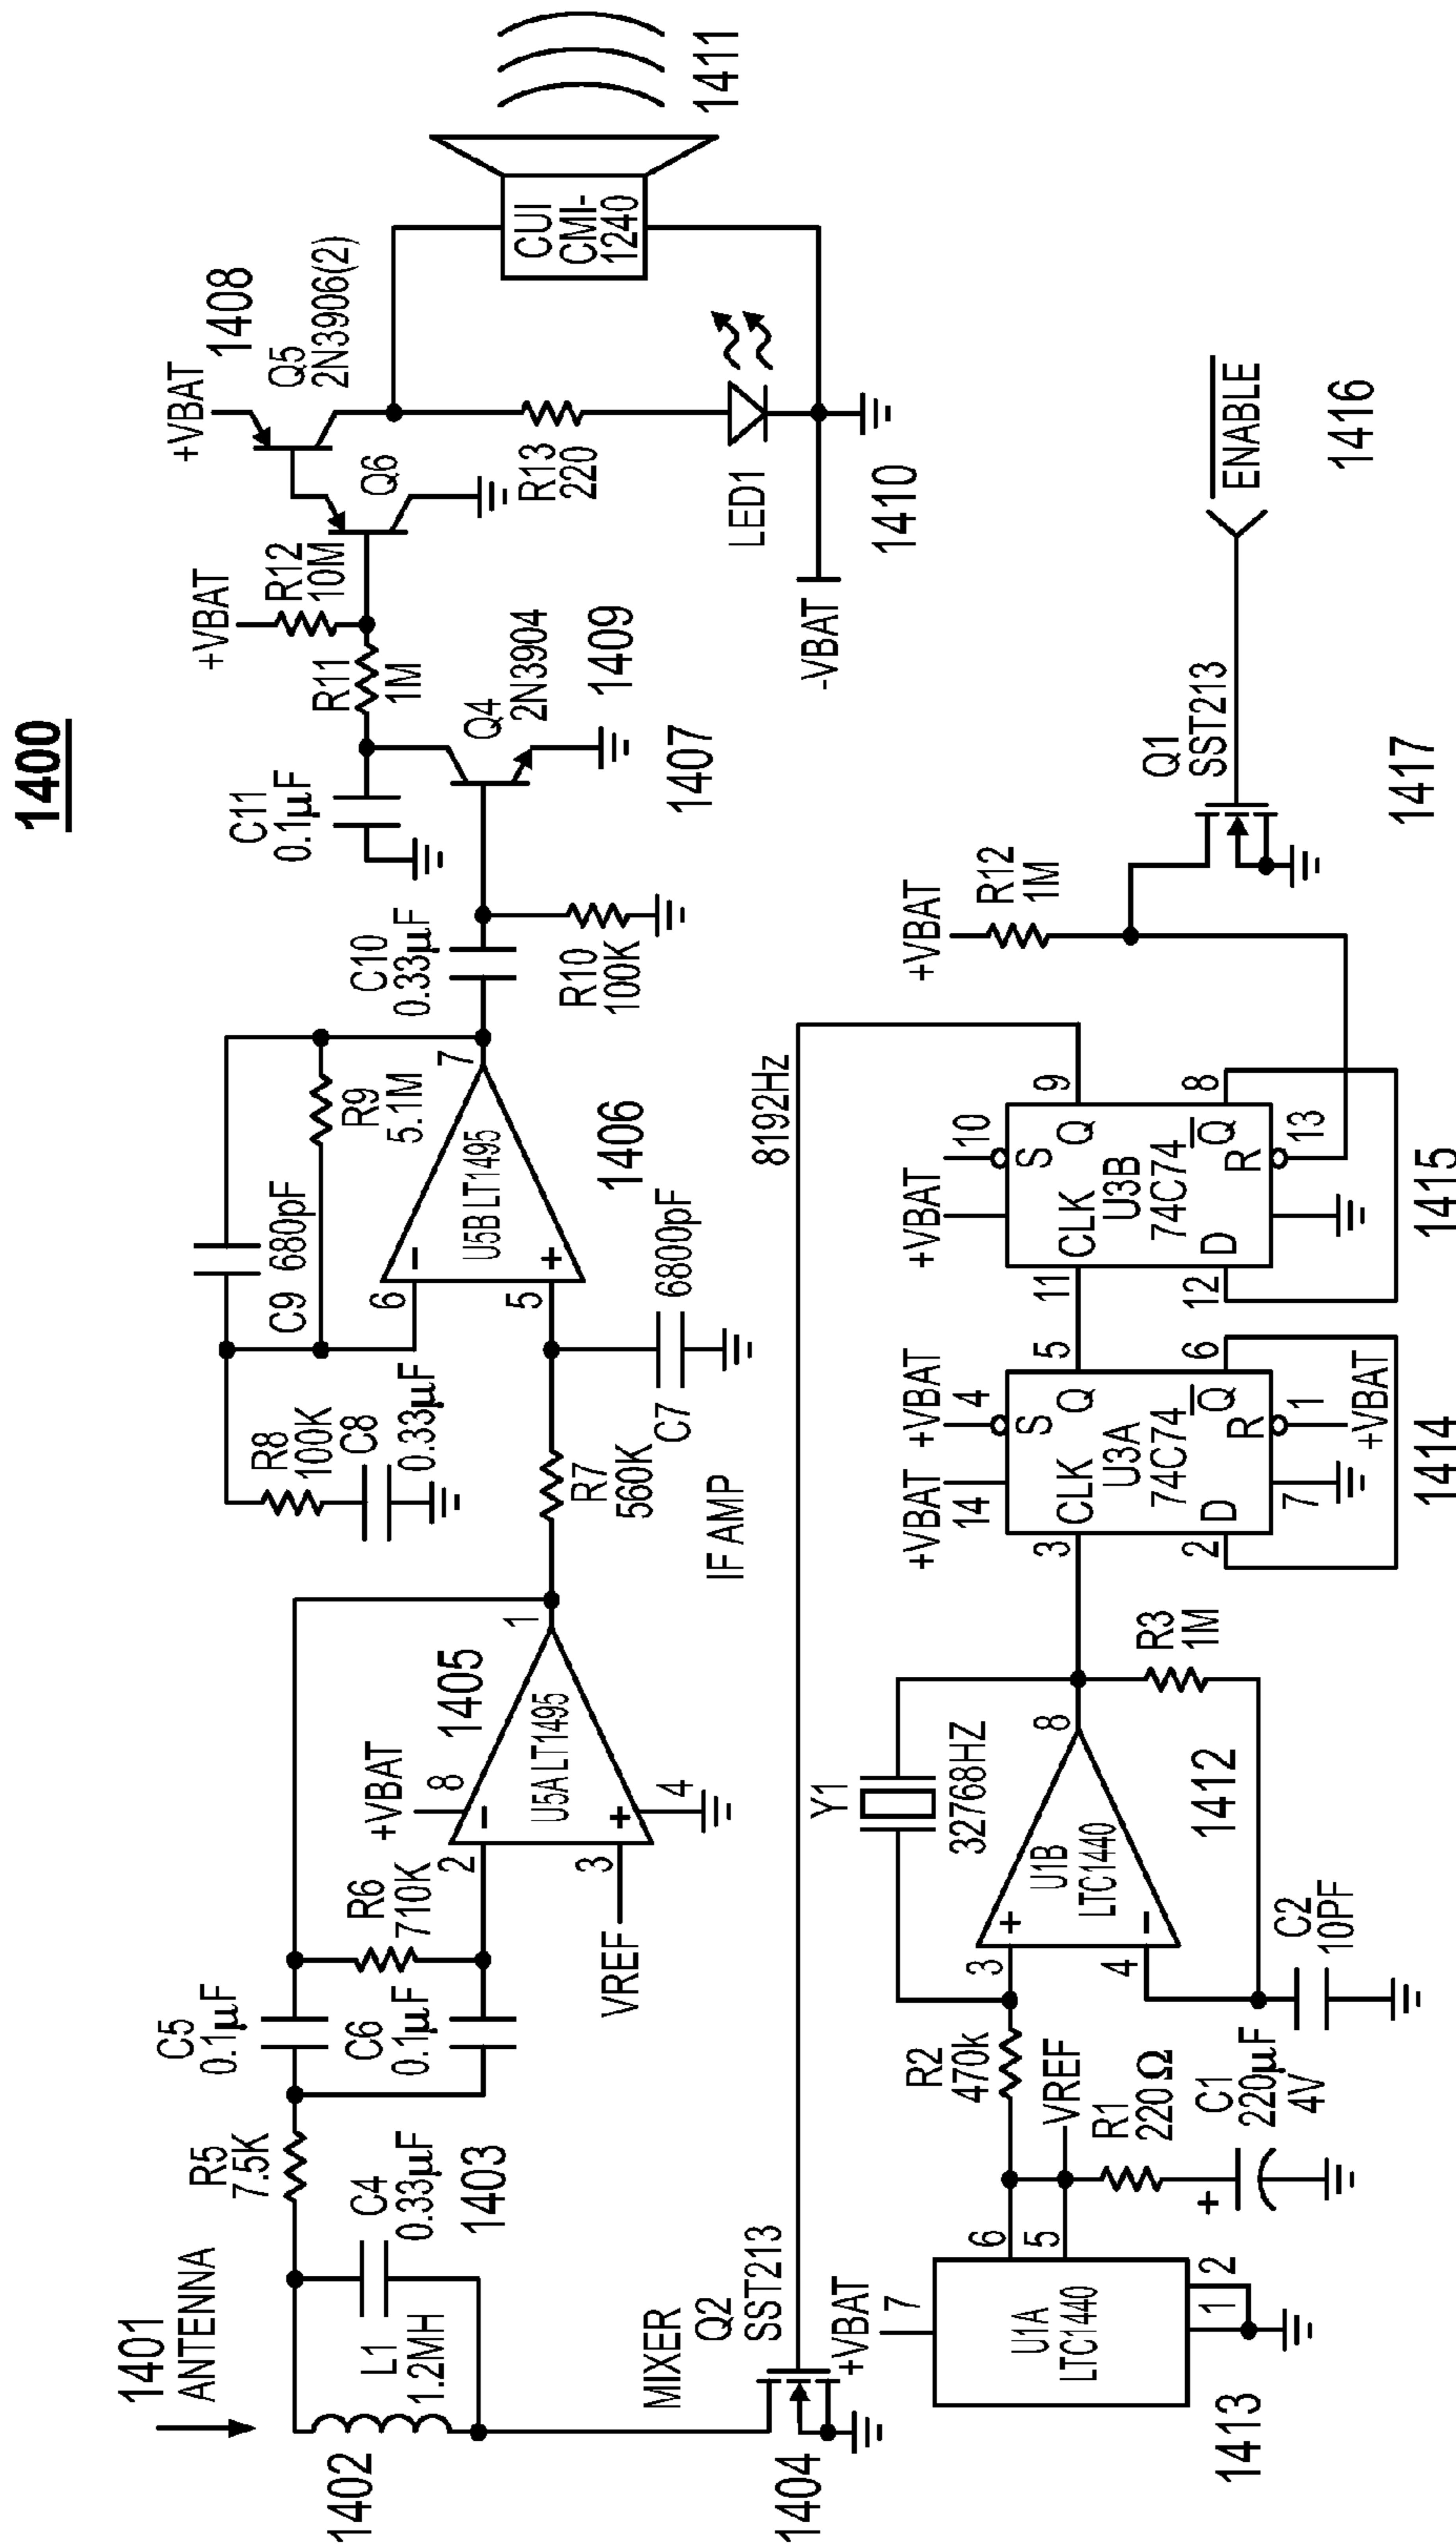 1400
1401
ANTENNA
1402
L1
1.2MH
C4
0.33µF
1403
R5
7.5K
C5
0.1µF
C6
0.1µF
R6
710K
VREF
+VBAT
8
2
3
4
1
U5A LT1495
1405
R7
560K
IF AMP
R8
100K
C8
0.33µF
C9 680pF
R9
5.1M
C7
6800pF
6
5
7
U5B LT1495
1406
C10
0.33µF
R10
100K
C11
0.1µF
R11
1M
+VBAT
R12
10M
Q4
2N3904
1407
1409
+VBAT
Q5
2N3906(2)
1408
Q6
R13
220
LED1
1410
-VBAT
CUI
CMI-
1240
1411
MIXER
Q2
SST213
1404
8192Hz
+VBAT
7
U1A
LTC1440
6
5
1
2
1413
R2
470k
VREF
R1
220Ω
C1
220µF
4V
+
C2
10PF
3
4
8
U1B
LTC1440
1412
Y1
32768HZ
R3
1M
+VBAT
14
+VBAT
4
3
2
7
1
+VBAT
5
6
CLK
S
Q
U3A
74C74
D
Q
R
1414
+VBAT
10
11
12
9
8
13
CLK
S
Q
U3B
74C74
D
Q
R
1415
+VBAT
R12
1M
Q1
SST213
1417
ENABLE
1416